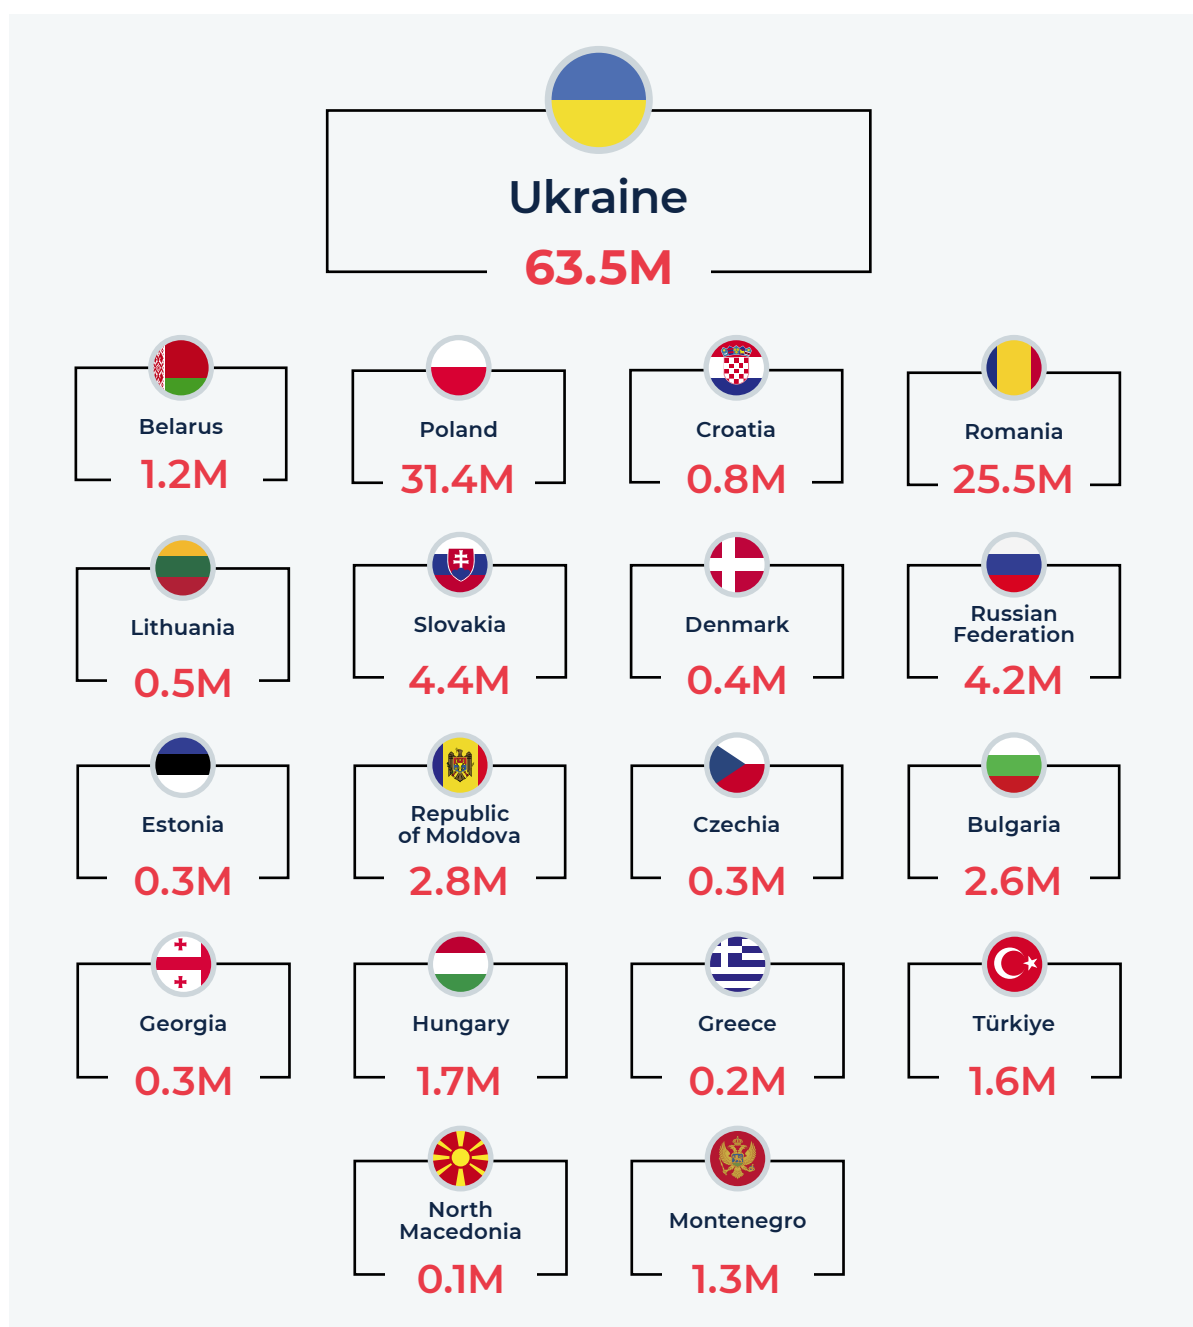 Ukraine
63.5M
Belarus
1.2M
Poland
31.4M
Croatia
0.8M
Romania
25.5M
Lithuania
0.5M
Slovakia
4.4M
Denmark
0.4M
Russian
Federation
4.2M
Estonia
0.3M
Republic
of Moldova
2.8M
Czechia
0.3M
Bulgaria
2.6M
Georgia
0.3M
Hungary
1.7M
Greece
0.2M
Türkiye
1.6M
North
Macedonia
0.1M
Montenegro
1.3M